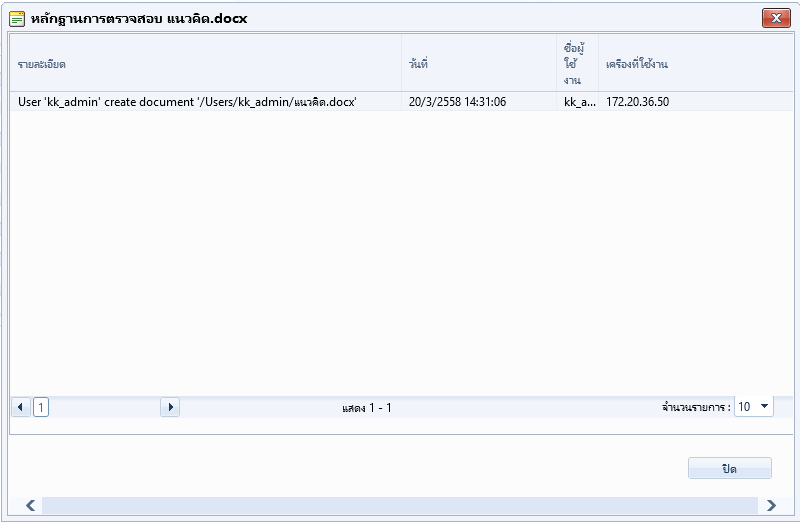 หลักฐานการตรวจสอบ แนวคิด.docx
รายละเอียด
วันที่
ชื่อผู้
ใช้
งาน
เครื่องที่ใช้งาน
User 'kk_admin' create document '/Users/kk_admin/แนวคิด.docx'
20/3/2558 14:31:06
kk_a...
172.20.36.50
1
แสดง 1 - 1
จำนวนรายการ : 10
ปิด